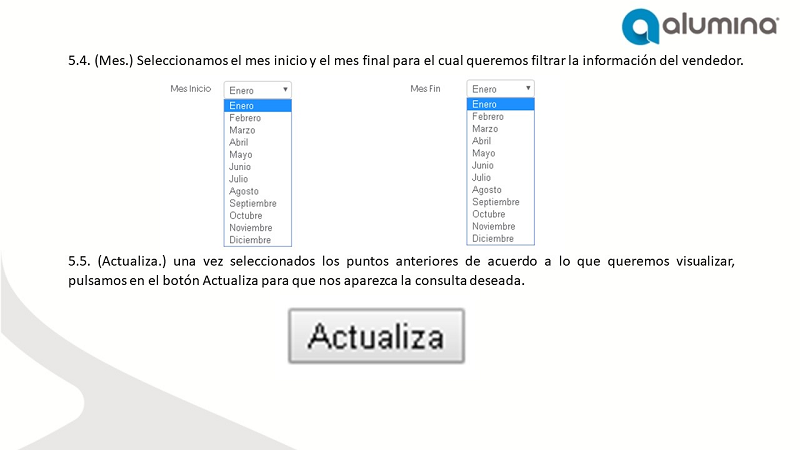 alumina
5.4. (Mes.) Seleccionamos el mes inicio y el mes final para el cual queremos filtrar la información del vendedor.
Mes Inicio Enero
Enero
Febrero
Marzo
Abril
Mayo
Junio
Julio
Agosto
Septiembre
Octubre
Noviembre
Diciembre
Mes Fin Enero
Enero
Febrero
Marzo
Abril
Mayo
Junio
Julio
Agosto
Septiembre
Octubre
Noviembre
Diciembre
5.5. (Actualiza.) una vez seleccionados los puntos anteriores de acuerdo a lo que queremos visualizar,
pulsamos en el botón Actualiza para que nos aparezca la consulta deseada.
Actualiza